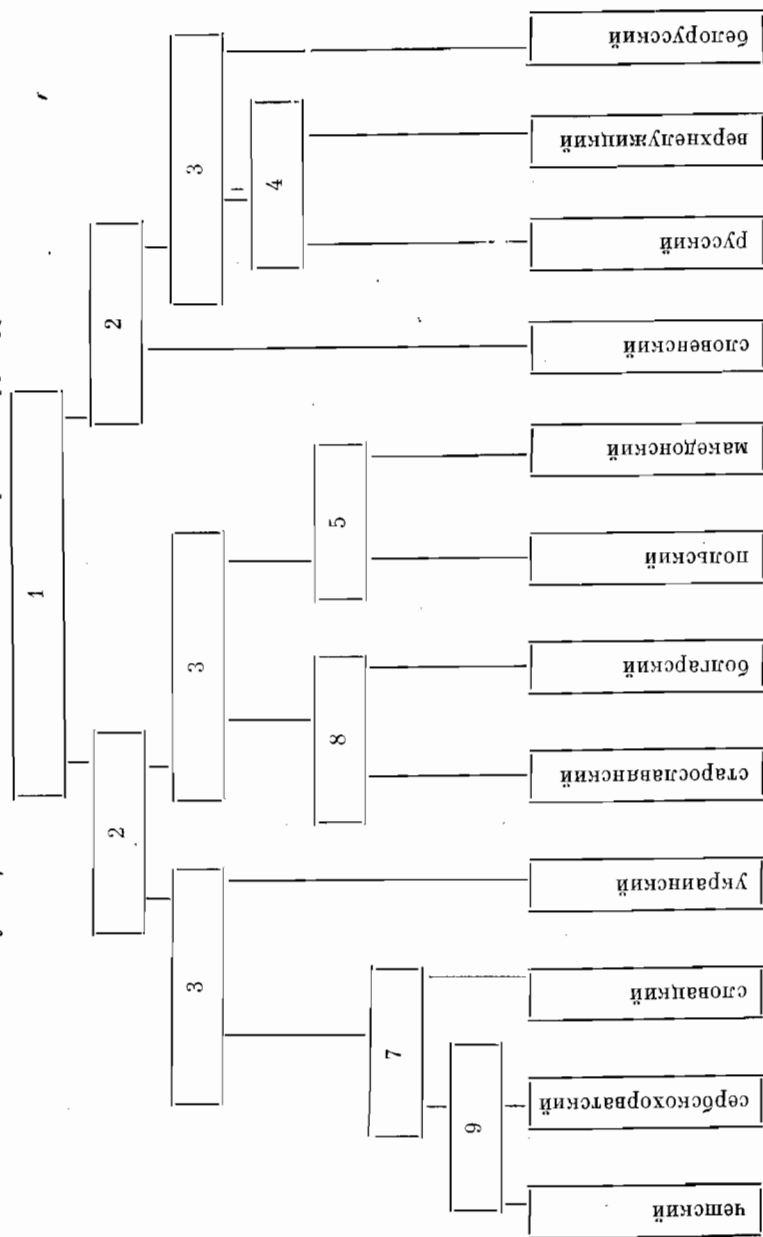 1
2 2
3 3 3
4
8 5
7
9
чешский
сербскохорватский
словацкий
украинский
старославянский
болгарский
польский
македонский
словенский
русский
верхнелужицкий
белорусский